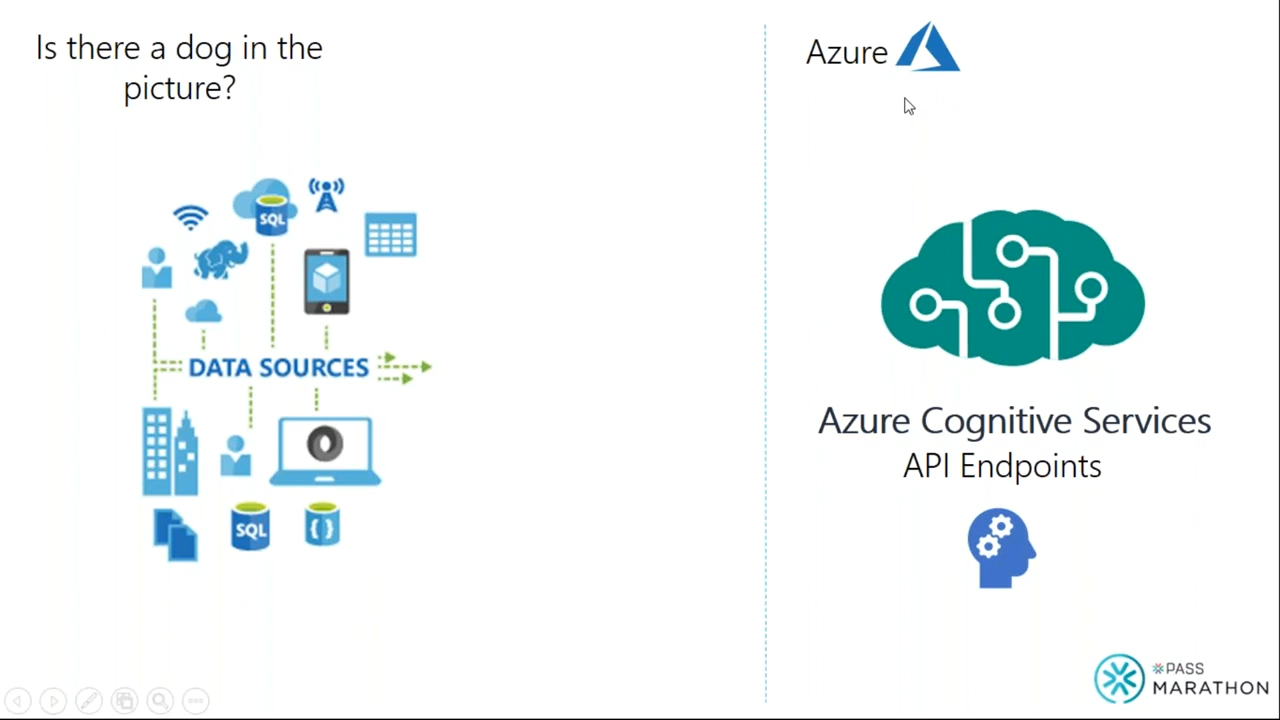 Is there a dog in the
picture?
Azure
SQL
DATA SOURCES
SQL
{ }
Azure Cognitive Services
API Endpoints
PASS
MARATHON